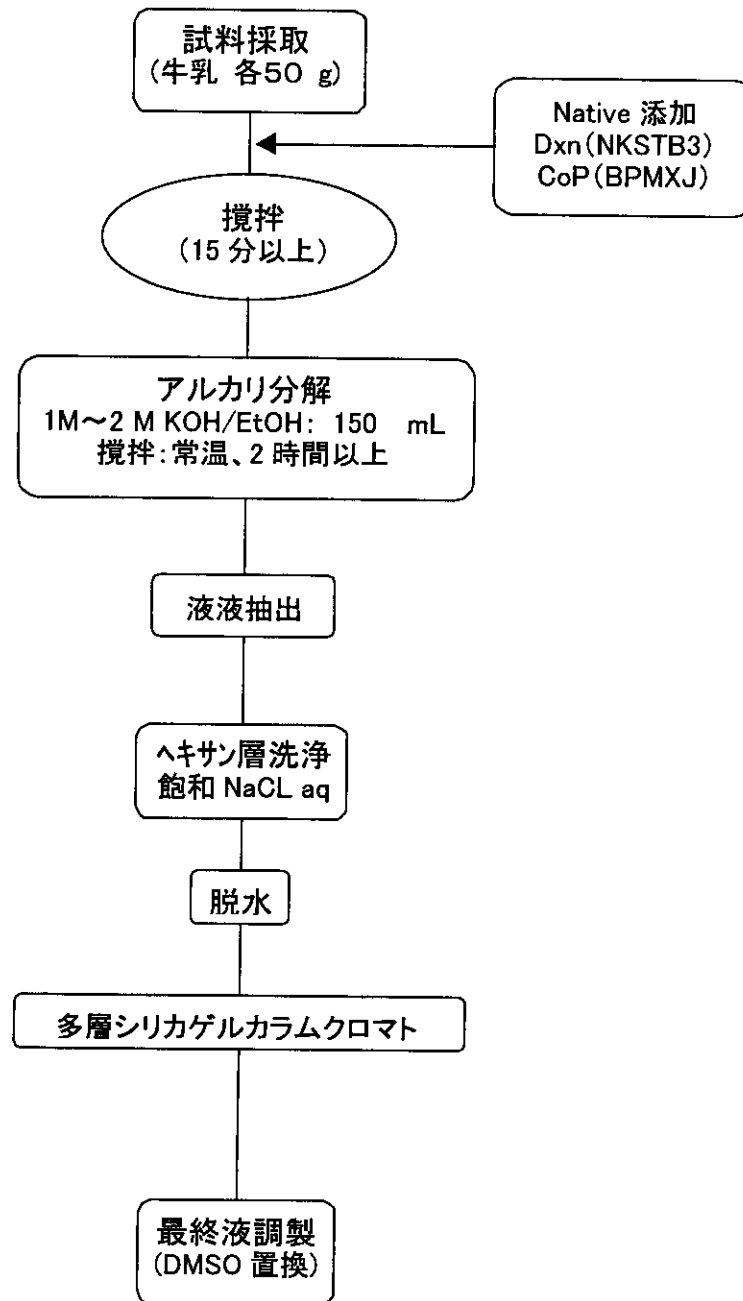 試料採取
(牛乳 各50 g)
Native 添加
Dxn(NKSTB3)
CoP(BPMXJ)
攪拌
(15 分以上)
アルカリ分解
1M~2 M KOH/EtOH: 150 mL
攪拌:常温、2 時間以上
液液抽出
ヘキサン層洗浄
飽和 NaCL aq
脱水
多層シリカゲルカラムクロマト
最終液調製
(DMSO 置換)